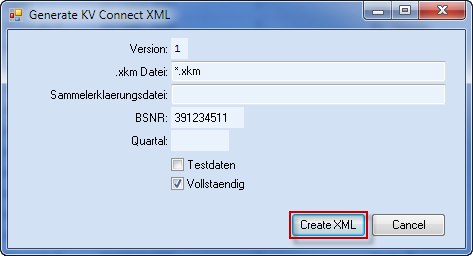 Generate KV Connect XML
Version: 1
.xkm Datei: *.xkm
Sammelerklaerungsdatei:
BSNR: 391234511
Quartal:
Testdaten
Vollstaendig
Create XML Cancel